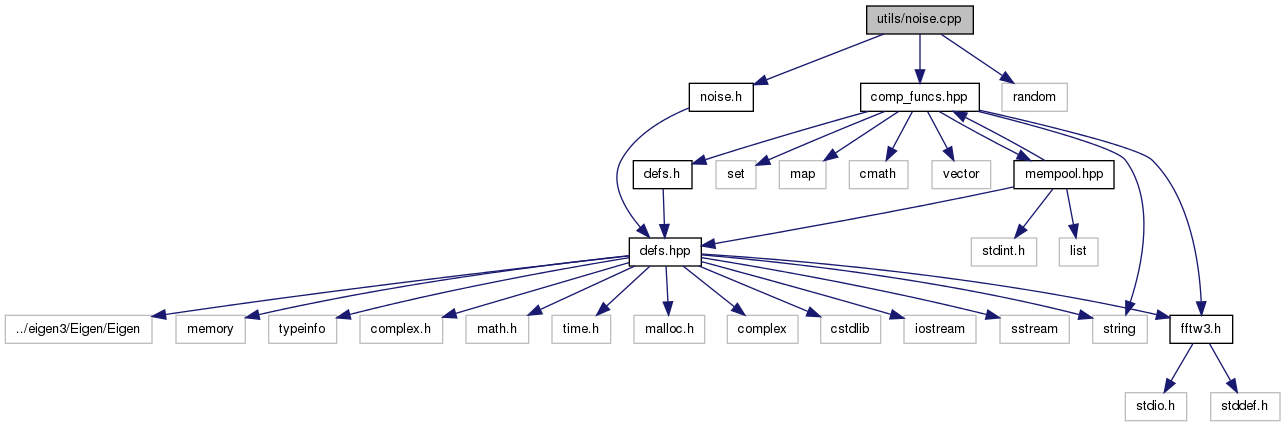 utils/noise.cpp
noise.h
comp_funcs.hpp
random
defs.h
set
map
cmath
vector
mempool.hpp
defs.hpp
stdint.h
list
../eigen3/Eigen/Eigen
memory
typeinfo
complex.h
math.h
time.h
malloc.h
complex
cstdlib
iostream
sstream
string
fftw3.h
stdio.h
stddef.h